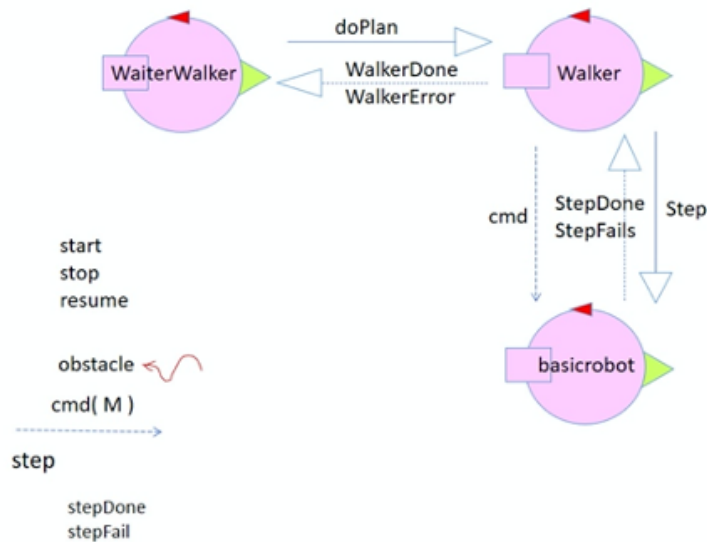 doPlan
WaiterWalker
WalkerDone
WalkerError
Walker
cmd
StepDone
StepFails
Step
start
stop
resume
obstacle
basicrobot
cmd( M )
step
stepDone
stepFail